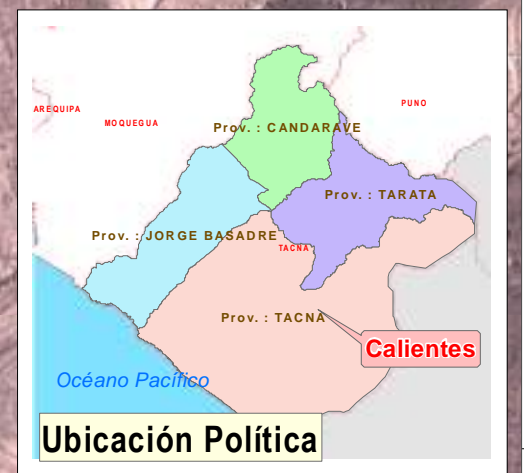 PUNO
AREQUIPA
MOQUEGUA
Prov. : CANDARAVE
Prov. : TARATA
Prov. : JORGE BASADRE
TACNA
Prov. : TACNA
Calientes
Océano Pacífico
Ubicación Política